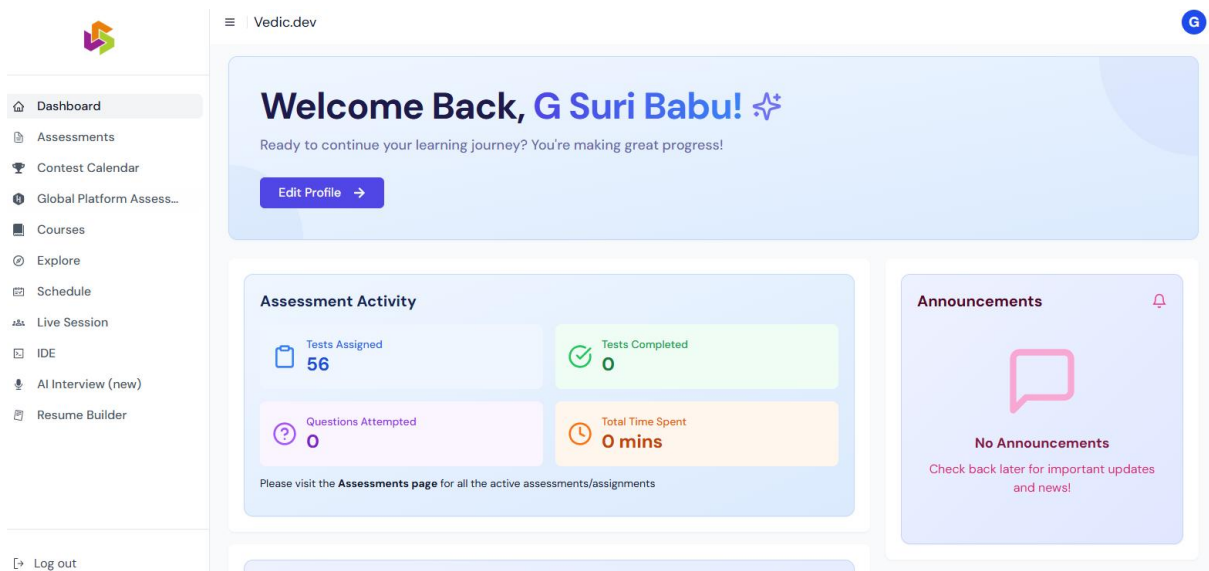 Vedic.dev
G
Dashboard
Assessments
Contest Calendar
Global Platform Assess...
Courses
Explore
Schedule
Live Session
IDE
AI Interview (new)
Resume Builder
Log out
Welcome Back, G Suri Babu!
Ready to continue your learning journey? You're making great progress!
Edit Profile →
Assessment Activity
Tests Assigned
56
Tests Completed
0
Questions Attempted
0
Total Time Spent
0 mins
Please visit the Assessments page for all the active assessments/assignments
Announcements
No Announcements
Check back later for important updates
and news!